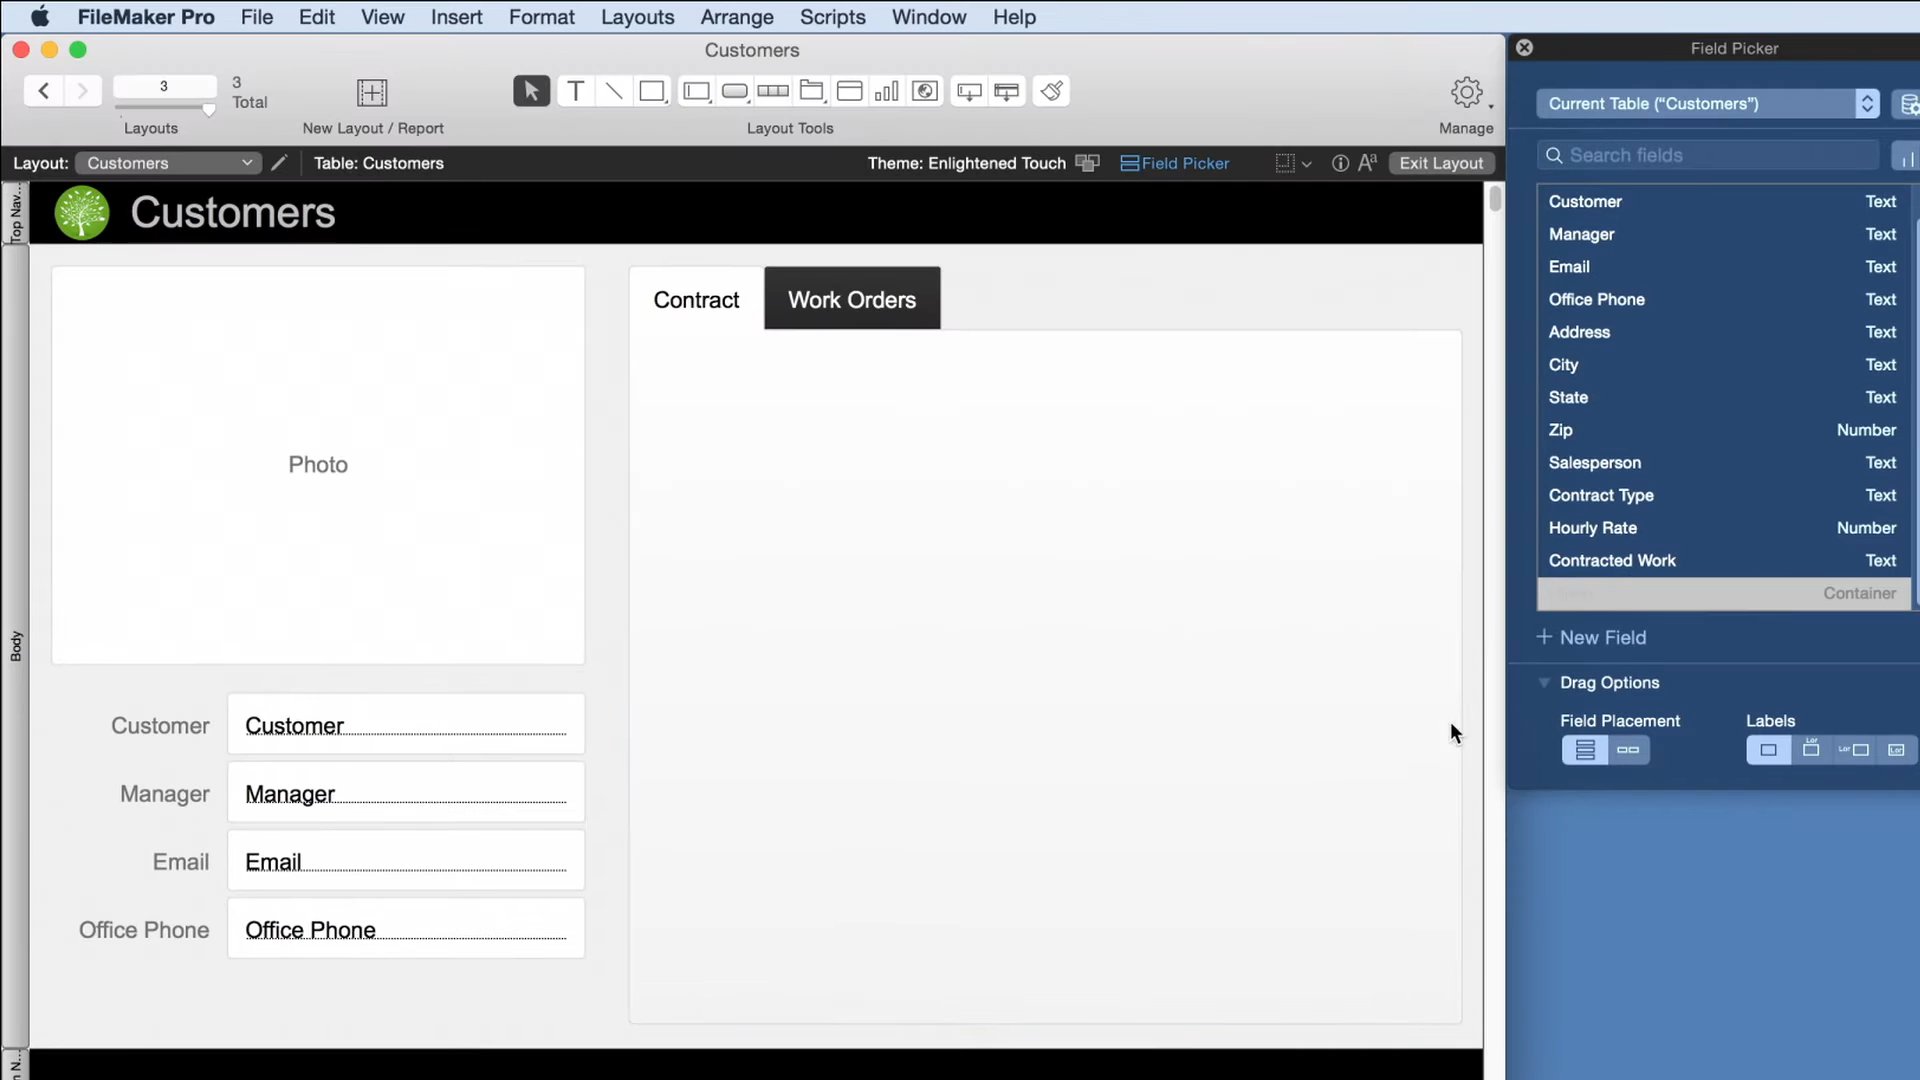 FileMaker Pro File Edit View Insert Format Layouts Arrange Scripts Window Help
Customers
Field Picker
3
3
Total
Layouts
New Layout / Report
Layout Tools
Manage
Current Table (“Customers”)
Search fields
Layout: Customers
Table: Customers
Theme: Enlightened Touch
Field Picker
Exit Layout
Top Nav...
Customers
Contract
Work Orders
Photo
Body
Customer Customer
Manager Manager
Email Email
Office Phone Office Phone
Customer Text
Manager Text
Email Text
Office Phone Text
Address Text
City Text
State Text
Zip Number
Salesperson Text
Contract Type Text
Hourly Rate Number
Contracted Work Text
Container
+ New Field
Drag Options
Field Placement
Labels